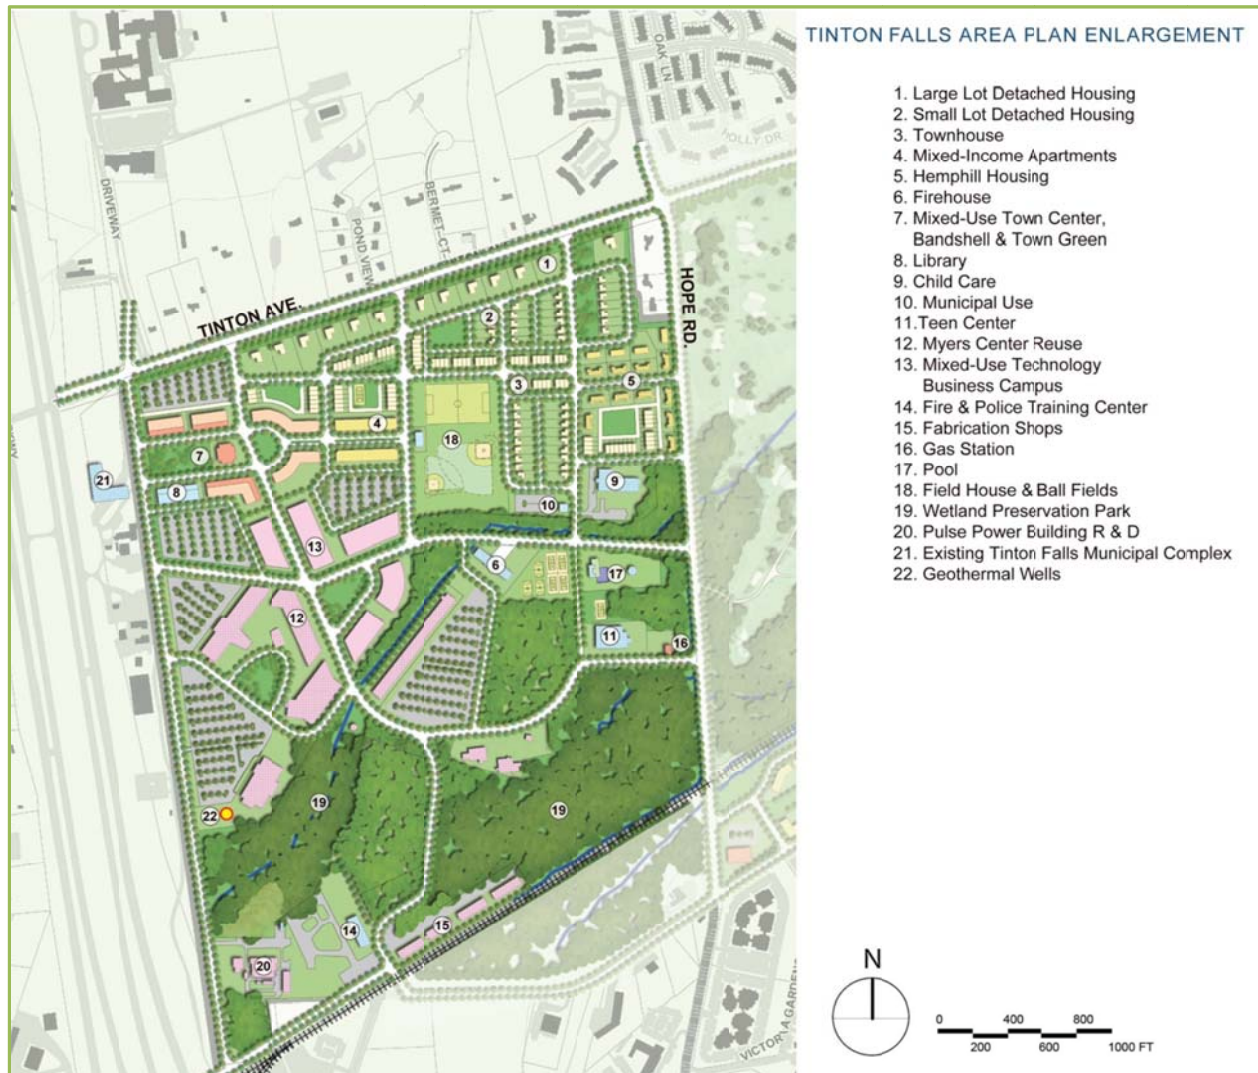 TINTON FALLS AREA PLAN ENLARGEMENT
1. Large Lot Detached Housing
2. Small Lot Detached Housing
3. Townhouse
4. Mixed-Income Apartments
5. Hemphill Housing
6. Firehouse
7. Mixed-Use Town Center,
Bandshell & Town Green
8. Library
9. Child Care
10. Municipal Use
11.Teen Center
12. Myers Center Reuse
13. Mixed-Use Technology
Business Campus
14. Fire & Police Training Center
15. Fabrication Shops
16. Gas Station
17. Pool
18. Field House & Ball Fields
19. Wetland Preservation Park
20. Pulse Power Building R & D
21. Existing Tinton Falls Municipal Complex
22. Geothermal Wells
OAK LN
HOLLY DR
DRIVEWAY
POND VIEW
BERMET CT
TINTON AVE.
HOPE RD.
1
2
3
5
4
18
7
21
8
9
10
13
6
17
12
11
16
19
19
22
14
15
20
N
0 400 800
200 600 1000 FT